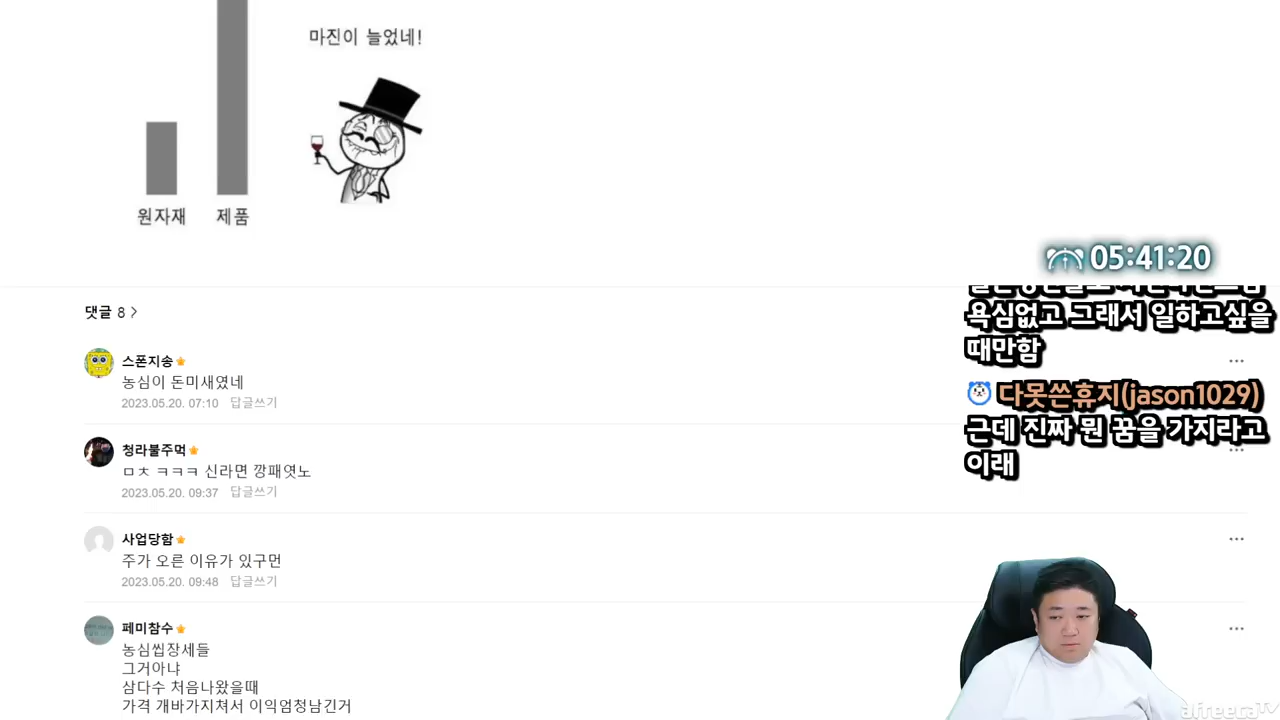 마진이 늘었네!
원자재 제품
05:41:20
댓글 8 >
욕심없고 그래서 일하고싶을
때만함
다못쓴휴지(jason1029)
근데 진짜 뭔 꿈을 가지라고
이래
스폰지송
농심이 돈미새였네
2023.05.20. 07:10 답글쓰기
청라불주먹
ㅁㅊ ㅋㅋㅋ 신라면 깡패엿노
2023.05.20. 09:37 답글쓰기
사업당함
주가 오른 이유가 있구먼
2023.05.20. 09:48 답글쓰기
페미참수
농심씹장세들
그거아냐
삼다수 처음나왔을때
가격 개바가지쳐서 이익엄청남긴거
afreecaTV